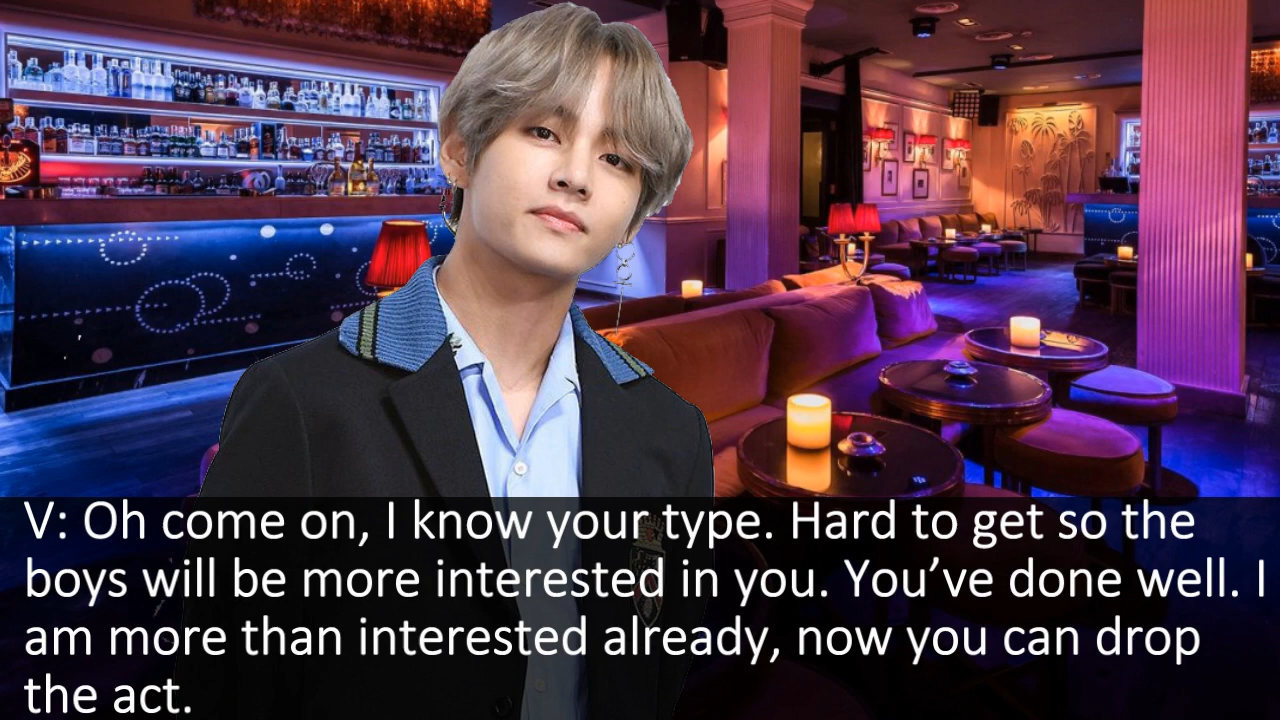 V: Oh come on, I know your type. Hard to get so the
boys will be more interested in you. You’ve done well. I
am more than interested already, now you can drop
the act.